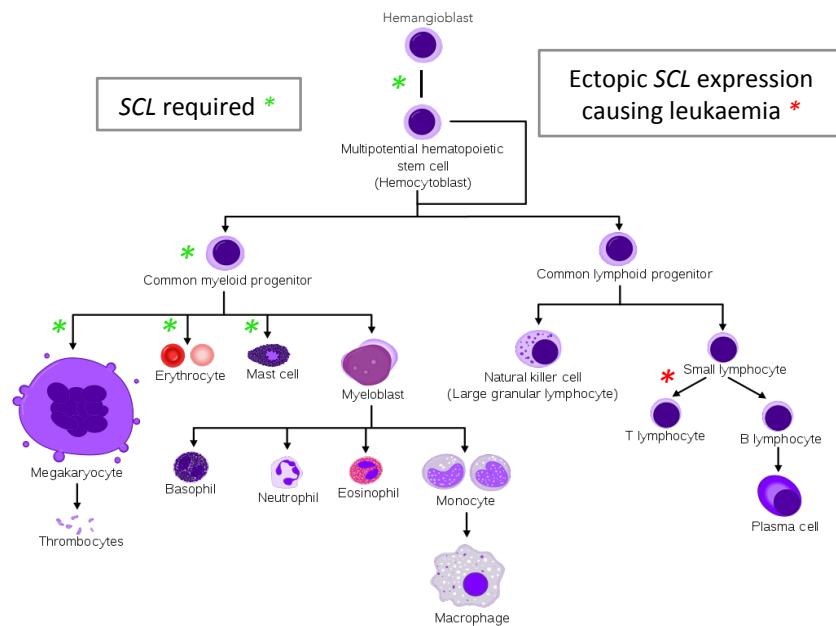 Hemangioblast
SCL required *
Ectopic SCL expression
causing leukaemia *
*
Multipotential hematopoietic
stem cell
(Hemocytoblast)
*
Common myeloid progenitor
Common lymphoid progenitor
*
*
*
Erythrocyte
Mast cell
Myeloblast
Natural killer cell
(Large granular lymphocyte)
Small lymphocyte
*
T lymphocyte
B lymphocyte
Megakaryocyte
Basophil
Neutrophil
Eosinophil
Monocyte
Plasma cell
Thrombocytes
Macrophage